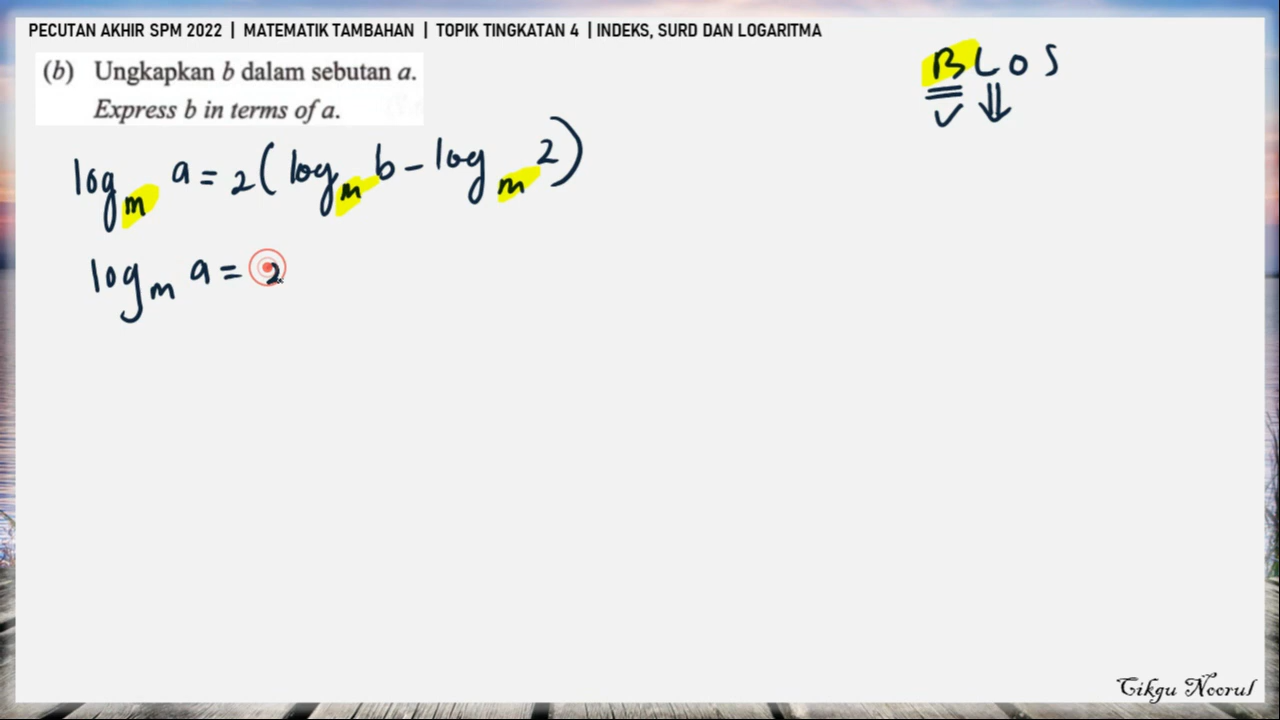 PECUTAN AKHIR SPM 2022 | MATEMATIK TAMBAHAN | TOPIK TINGKATAN 4 | INDEKS, SURD DAN LOGARITMA
B L O S
(b) Ungkapkan b dalam sebutan a.
Express b in terms of a.
log_m a = 2 (log_m b - log_m 2)
log_m a = 2
Cikgu Noorul